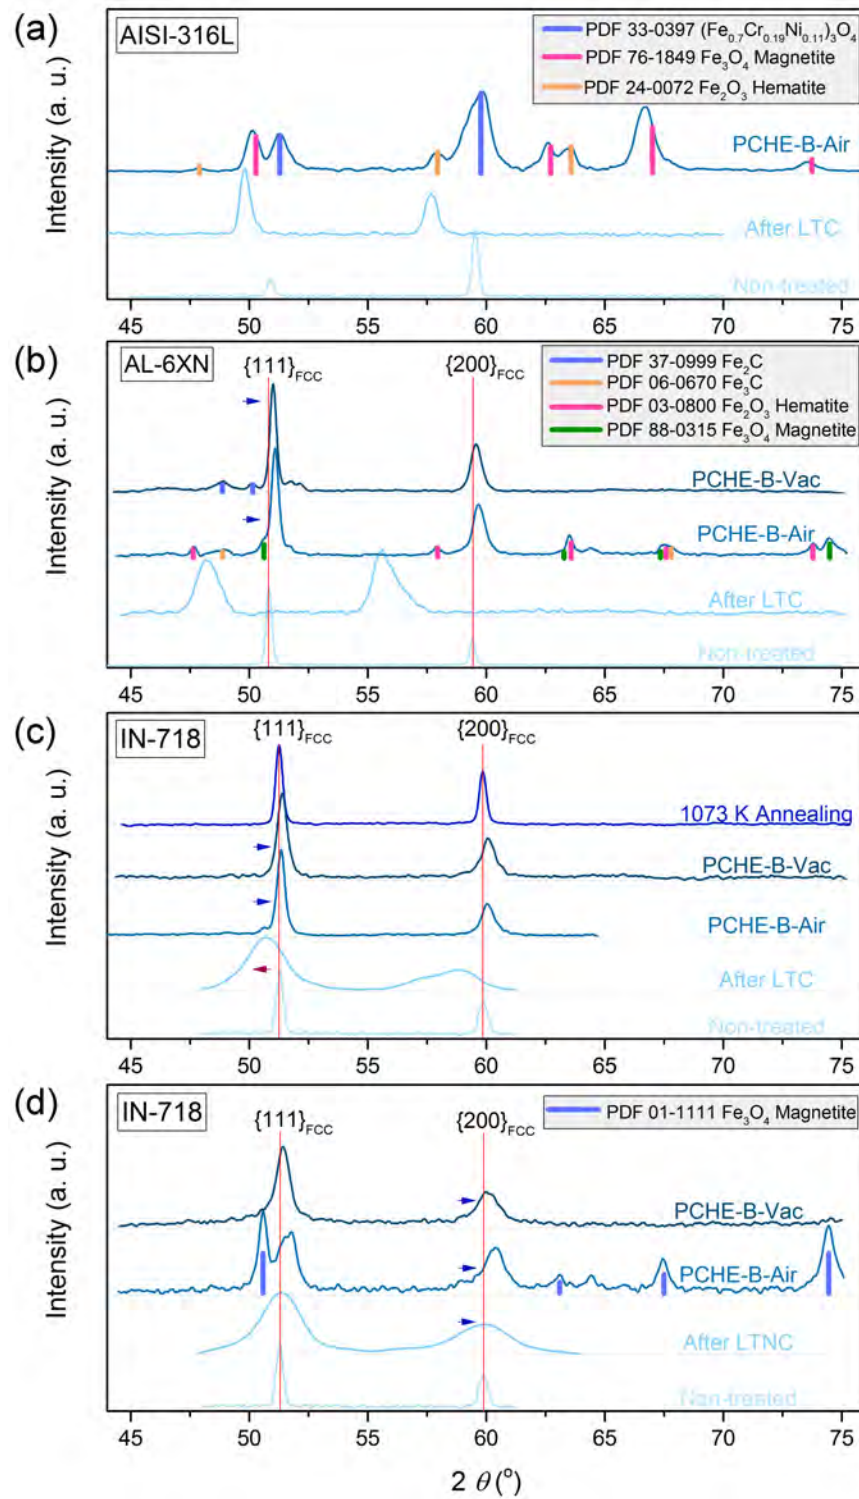 (a)
AISI-316L
PDF 33-0397 (Fe0.7Cr0.19Ni0.11)3O4
PDF 76-1849 Fe3O4 Magnetite
PDF 24-0072 Fe2O3 Hematite
PCHE-B-Air
After LTC
Non-treated
Intensity (a. u.)
45 50 55 60 65 70 75
(b)
AL-6XN
{111}FCC
{200}FCC
PDF 37-0999 Fe2C
PDF 06-0670 Fe3C
PDF 03-0800 Fe2O3 Hematite
PDF 88-0315 Fe3O4 Magnetite
PCHE-B-Vac
PCHE-B-Air
After LTC
Non-treated
Intensity (a. u.)
45 50 55 60 65 70 75
(c)
IN-718
{111}FCC
{200}FCC
1073 K Annealing
PCHE-B-Vac
PCHE-B-Air
After LTC
Non-treated
Intensity (a. u.)
45 50 55 60 65 70 75
(d)
IN-718
{111}FCC
{200}FCC
PDF 01-1111 Fe3O4 Magnetite
PCHE-B-Vac
PCHE-B-Air
After LTNC
Non-treated
Intensity (a. u.)
45 50 55 60 65 70 75
2 θ (°)